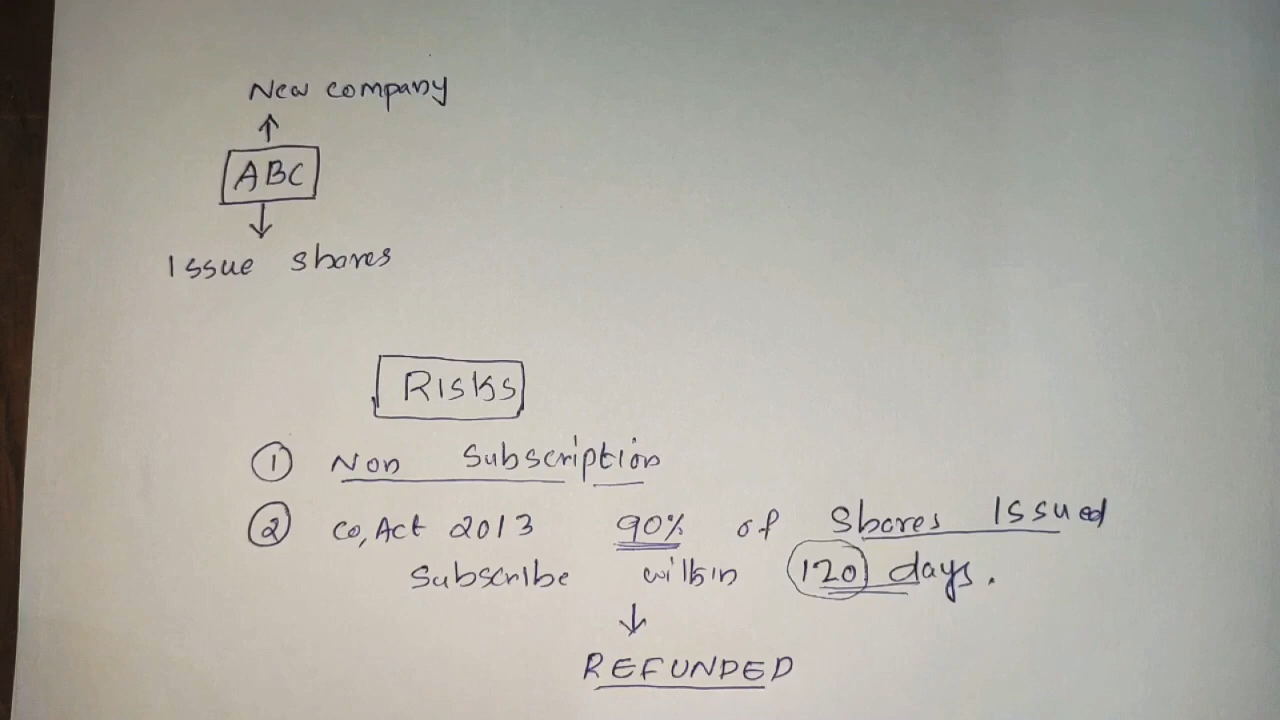 New company
ABC
Issue shares
Risks
1 Non Subscription
2 Co, Act 2013 90% of Shares Issued
Subscribe within 120 days.
REFUNDED